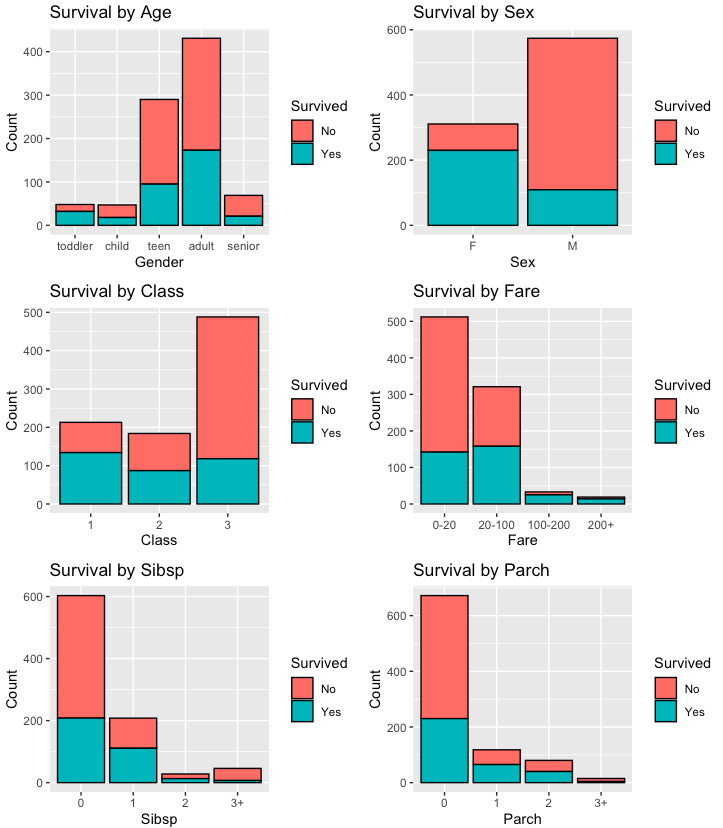 Survival by Age
400
300
200
100
0
Count
toddler child teen adult senior
Gender
Survived
No
Yes
Survival by Sex
600
400
200
0
Count
F M
Sex
Survived
No
Yes
Survival by Class
500
400
300
200
100
0
Count
1 2 3
Class
Survived
No
Yes
Survival by Fare
500
400
300
200
100
0
Count
0-20 20-100 100-200 200+
Fare
Survived
No
Yes
Survival by Sibsp
600
400
200
0
Count
0 1 2 3+
Sibsp
Survived
No
Yes
Survival by Parch
600
400
200
0
Count
0 1 2 3+
Parch
Survived
No
Yes